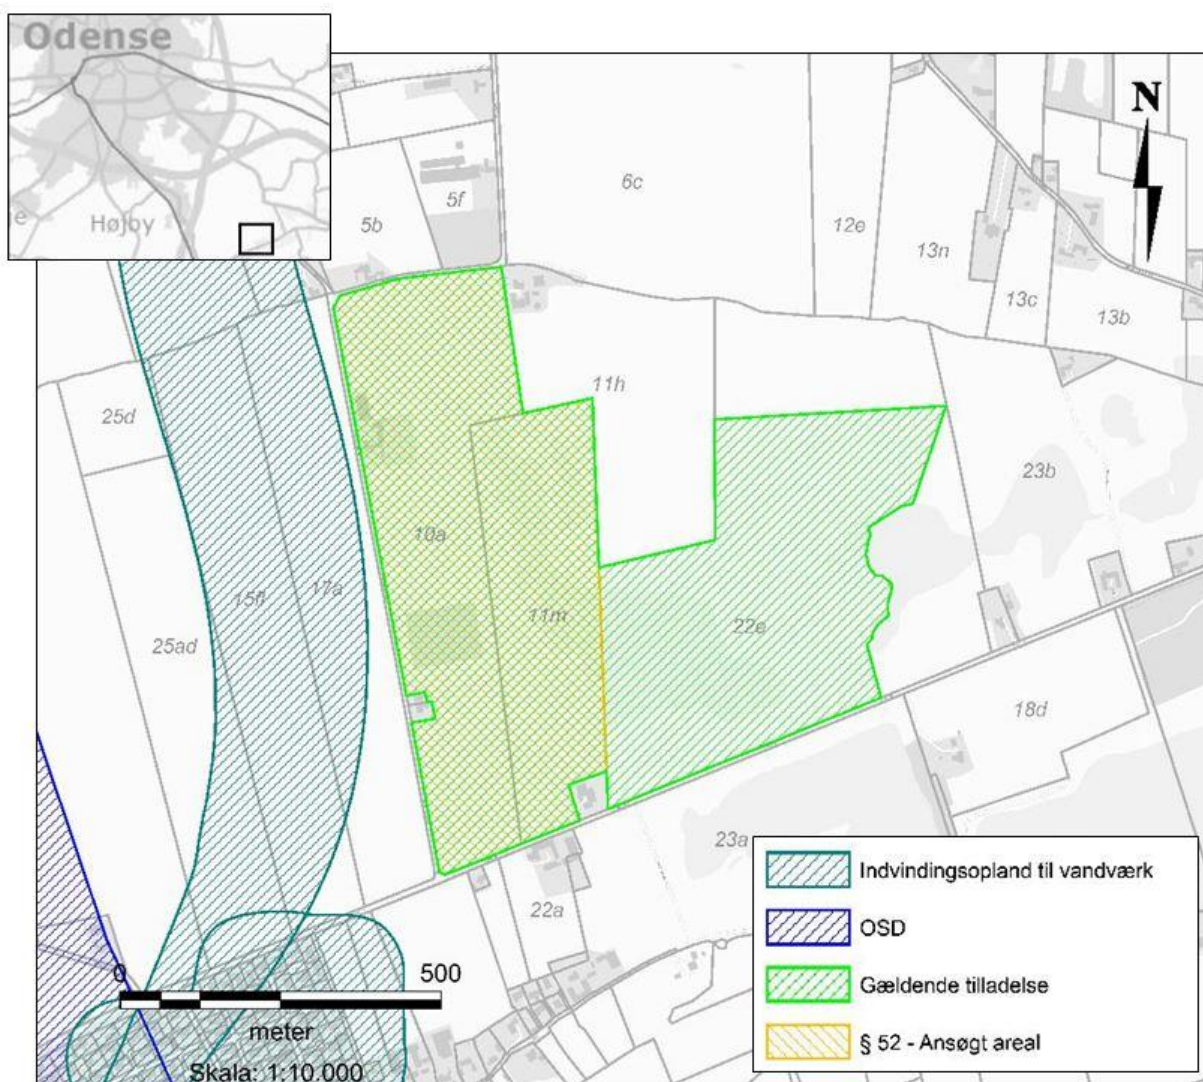 Odense
e
Højby
N
6c
5f
5b
12e
13n
13c
13b
11h
25d
23b
10a
15fl
17a
11m
22e
25ad
18d
23a
22a
0 500
meter
Skala: 1:10.000
Indvindingsopland til vandværk
OSD
Gældende tilladelse
§ 52 - Ansøgt areal